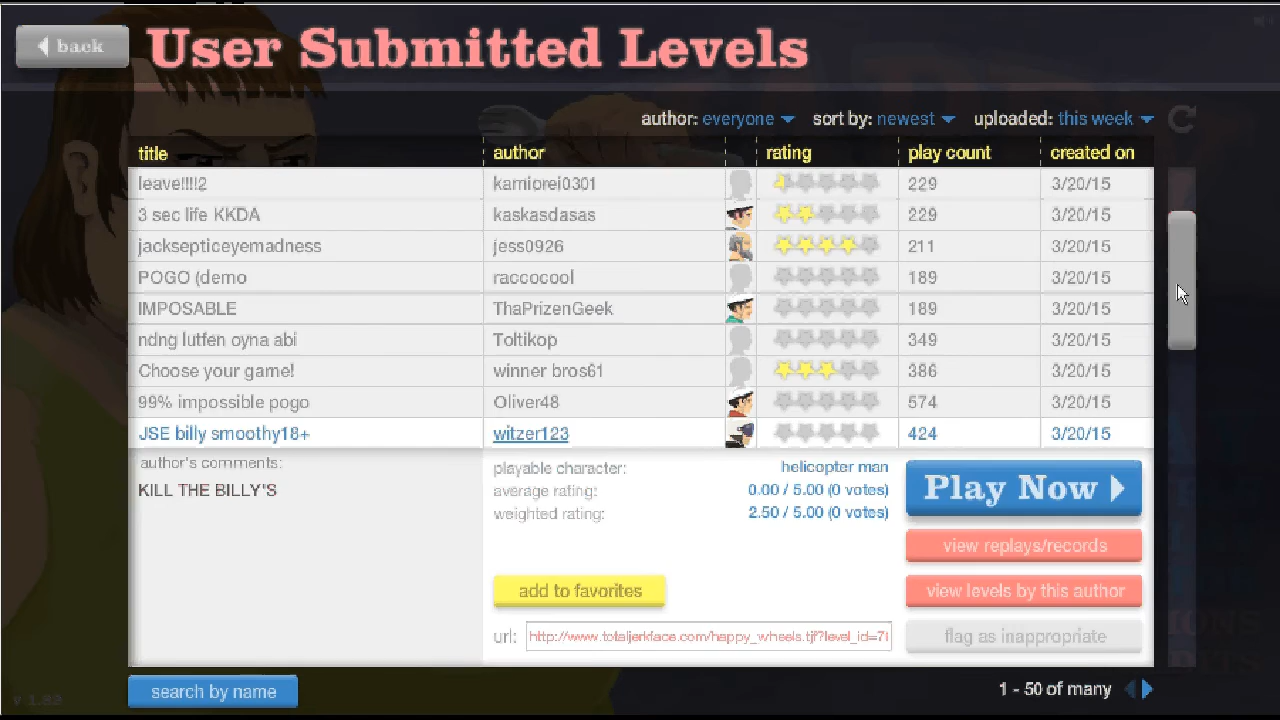 back
User Submitted Levels
author: everyone sort by: newest uploaded: this week
title author rating play count created on
leave!!!!2 kamiorei0301 229 3/20/15
3 sec life KKDA kaskasdasas 229 3/20/15
jacksepticeyemadness jess0926 211 3/20/15
POGO (demo raccocool 189 3/20/15
IMPOSABLE ThaPrizenGeek 189 3/20/15
ndng lutfen oyna abi Toltikop 349 3/20/15
Choose your game! winner bros61 386 3/20/15
99% impossible pogo Oliver48 574 3/20/15
JSE billy smoothy18+ witzer123 424 3/20/15
author's comments:
KILL THE BILLY'S
playable character: helicopter man
average rating: 0.00 / 5.00 (0 votes)
weighted rating: 2.50 / 5.00 (0 votes)
Play Now
view replays/records
add to favorites
view levels by this author
url: http://www.totaljerkface.com/happy_wheels.tjf?level_id=7
flag as inappropriate
search by name
1 - 50 of many
v 1.82